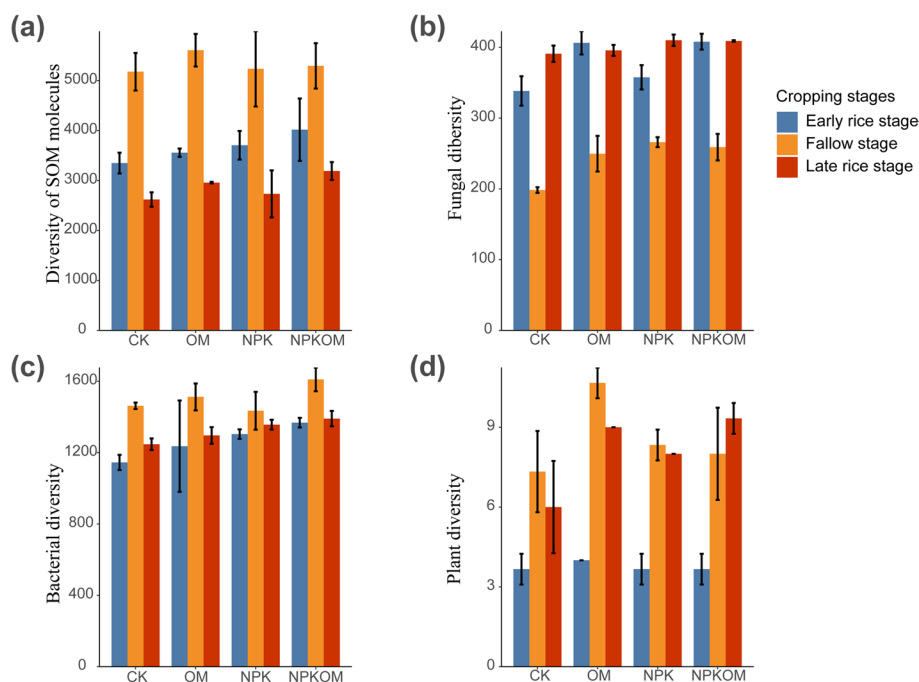 (a)
Diversity of SOM molecules
5000
4000
3000
2000
1000
0
CK OM NPK NPKOM
(b)
Fungal dibersity
400
300
200
100
0
CK OM NPK NPKOM
Cropping stages
Early rice stage
Fallow stage
Late rice stage
(c)
Bacterial diversity
1600
1200
800
400
0
CK OM NPK NPKOM
(d)
Plant diversity
9
6
3
0
CK OM NPK NPKOM